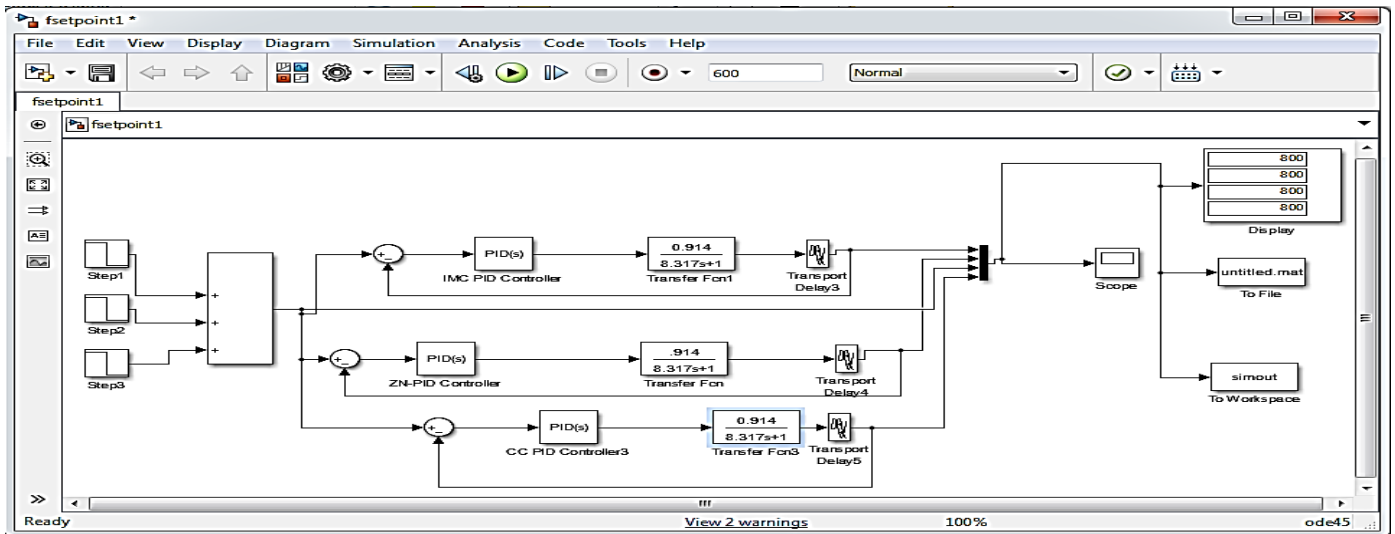 fsetpoint1 *
File Edit View Display Diagram Simulation Analysis Code Tools Help
600 Normal
fsetpoint1
fsetpoint1
800
800
800
800
Display
Step1
PID(s)
IMC PID Controller
0.914
8.317s+1
Transfer Fcn1
Transport
Delay3
Scope
untitled.mat
To File
+
+
+
+
-
Step2
+
-
PID(s)
ZN-PID Controller
.914
8.317s+1
Transfer Fcn
Transport
Delay4
Step3
simout
To Workspace
+
-
PID(s)
CC PID Controller3
0.914
8.317s+1
Transfer Fcn3
Transport
Delay5
Ready View 2 warnings 100% ode45